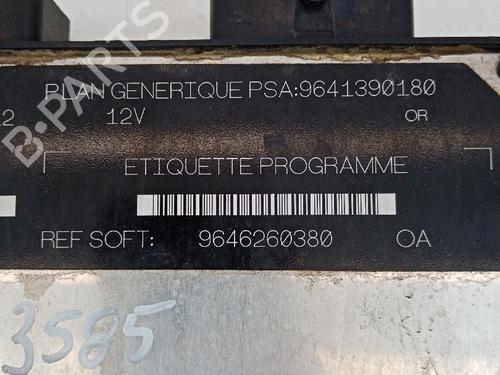 PLAN GENERIQUE PSA:9641390180
2 12V OR
ETIQUETTE PROGRAMME
REF SOFT: 9646260380 OA
3585
B-PARTS